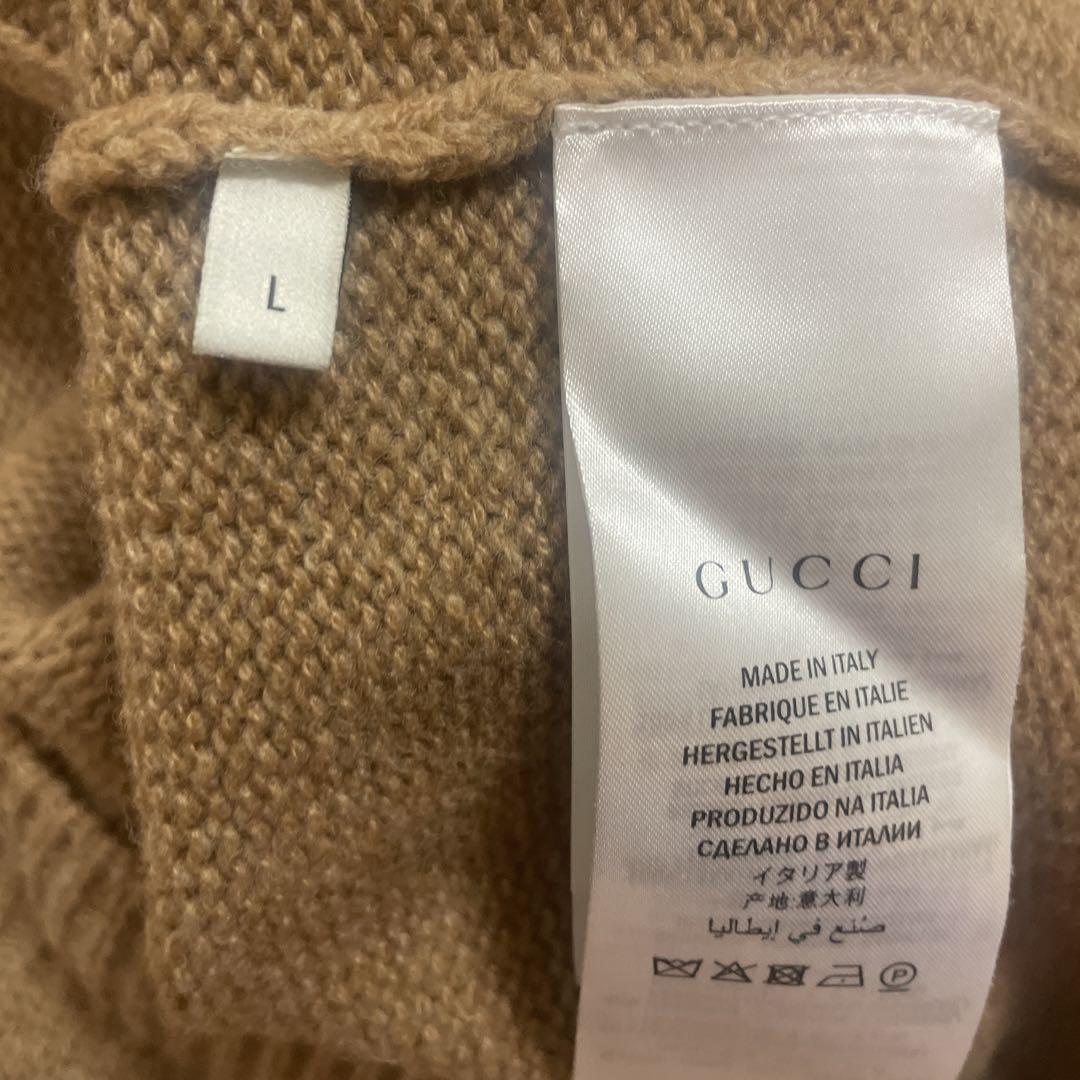 L
GUCCI
MADE IN ITALY
FABRIQUE EN ITALIE
HERGESTELLT IN ITALIEN
HECHO EN ITALIA
PRODUZIDO NA ITALIA
СДЕЛАНО В ИТАЛИИ
イタリア製
产地:意大利
صُنع في إيطاليا
P